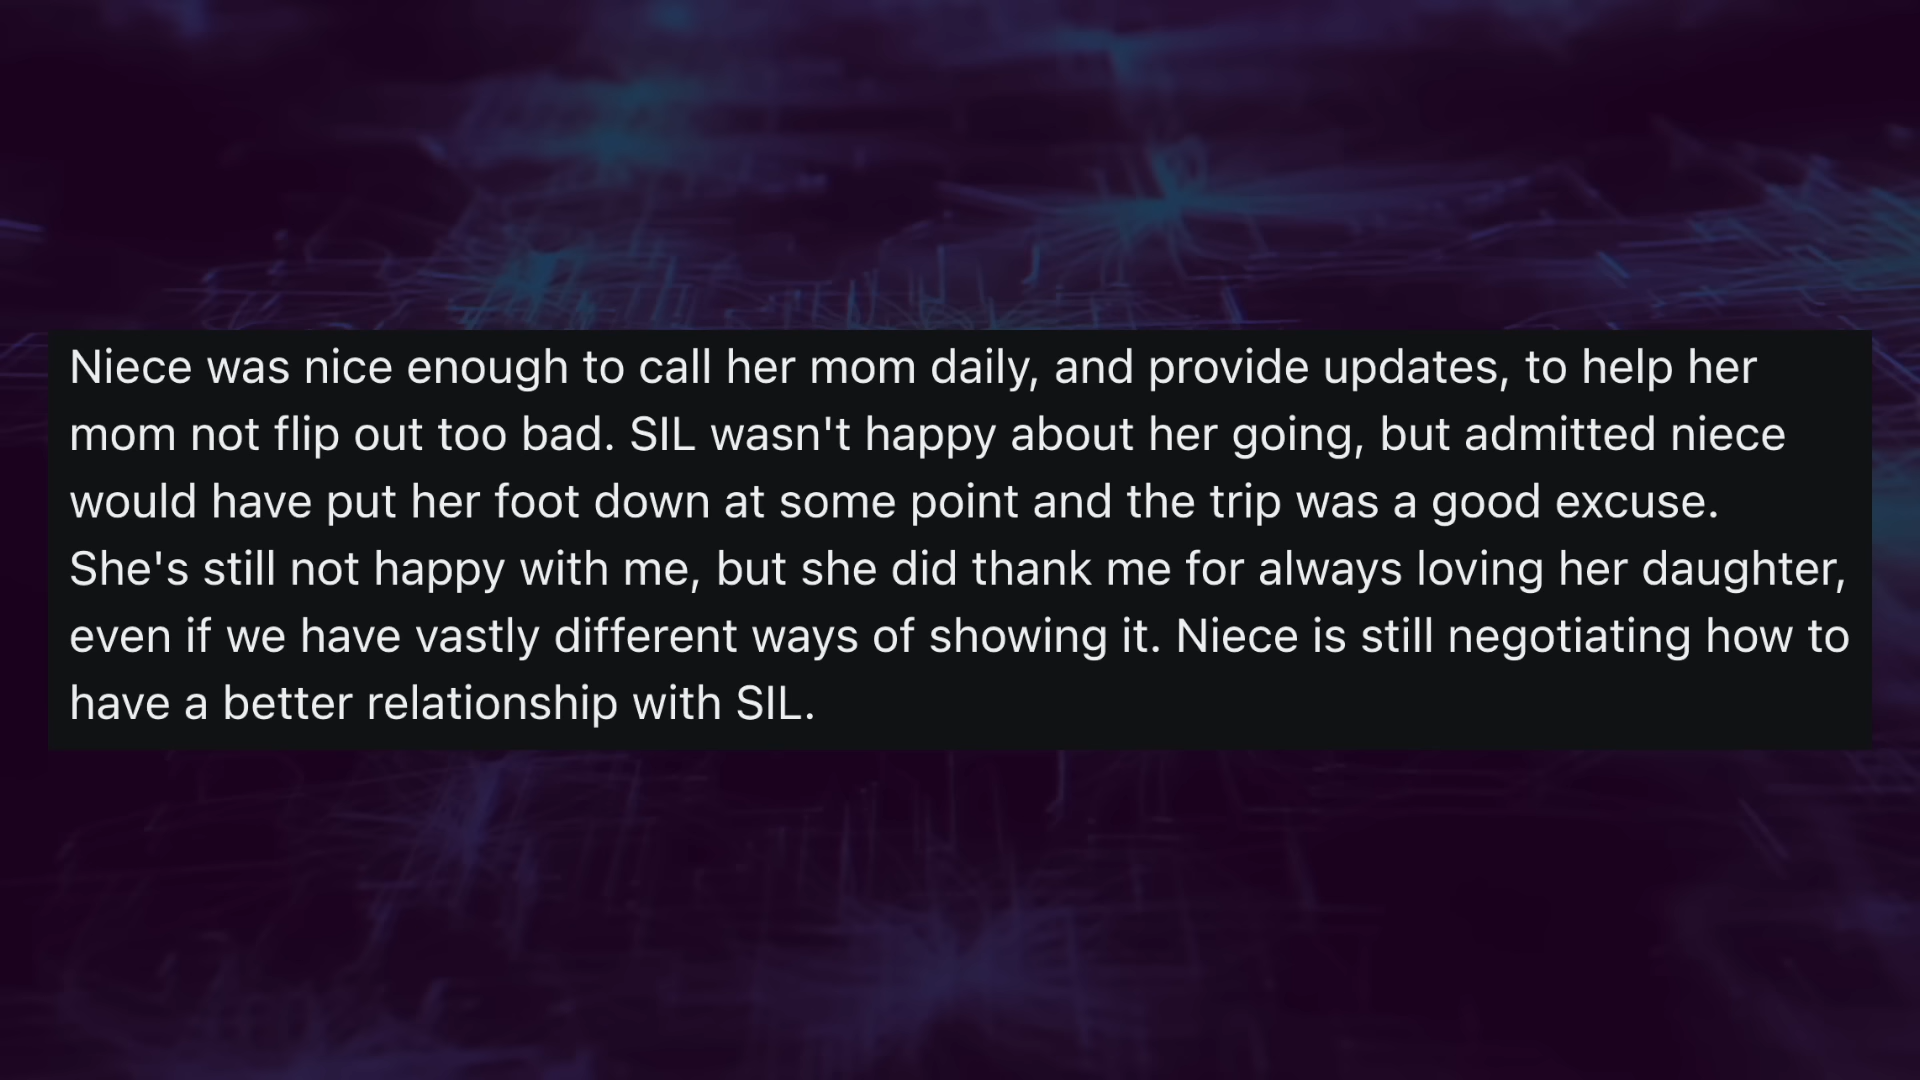 Niece was nice enough to call her mom daily, and provide updates, to help her
mom not flip out too bad. SIL wasn't happy about her going, but admitted niece
would have put her foot down at some point and the trip was a good excuse.
She's still not happy with me, but she did thank me for always loving her daughter,
even if we have vastly different ways of showing it. Niece is still negotiating how to
have a better relationship with SIL.